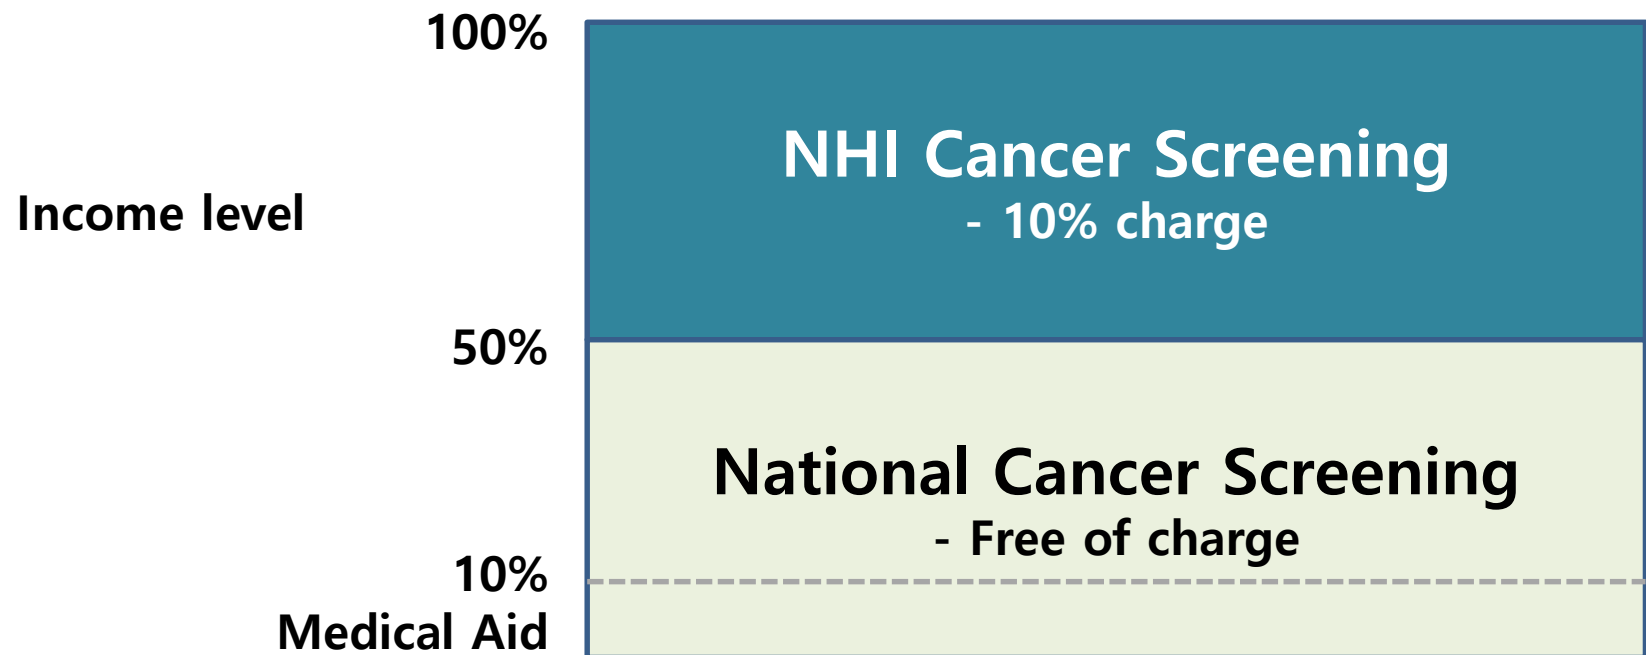 100%
NHI Cancer Screening
- 10% charge
Income level
50%
National Cancer Screening
- Free of charge
10%
Medical Aid